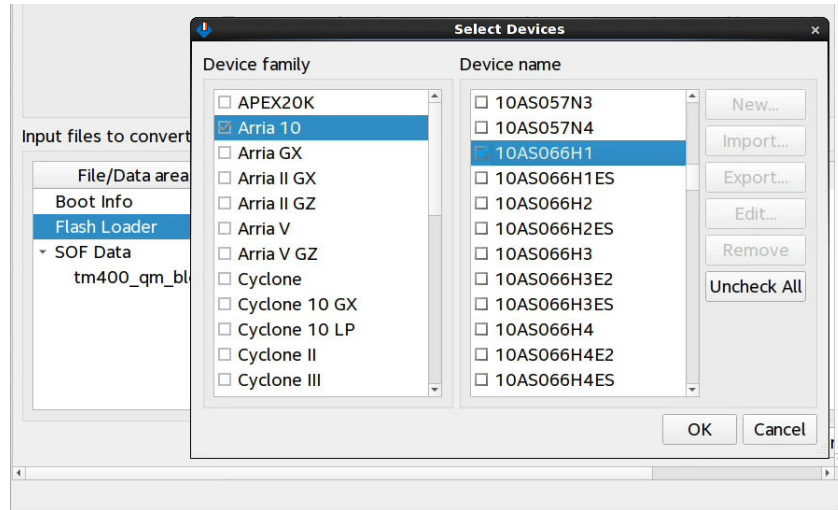 Select Devices
Device family
Device name
APEX20K
Arria 10
Arria GX
Arria II GX
Arria II GZ
Arria V
Arria V GZ
Cyclone
Cyclone 10 GX
Cyclone 10 LP
Cyclone II
Cyclone III
10AS057N3
10AS057N4
10AS066H1
10AS066H1ES
10AS066H2
10AS066H2ES
10AS066H3
10AS066H3E2
10AS066H3ES
10AS066H4
10AS066H4E2
10AS066H4ES
New...
Import...
Export...
Edit...
Remove
Uncheck All
OK
Cancel
Input files to convert
File/Data area
Boot Info
Flash Loader
SOF Data
tm400_qm_bl